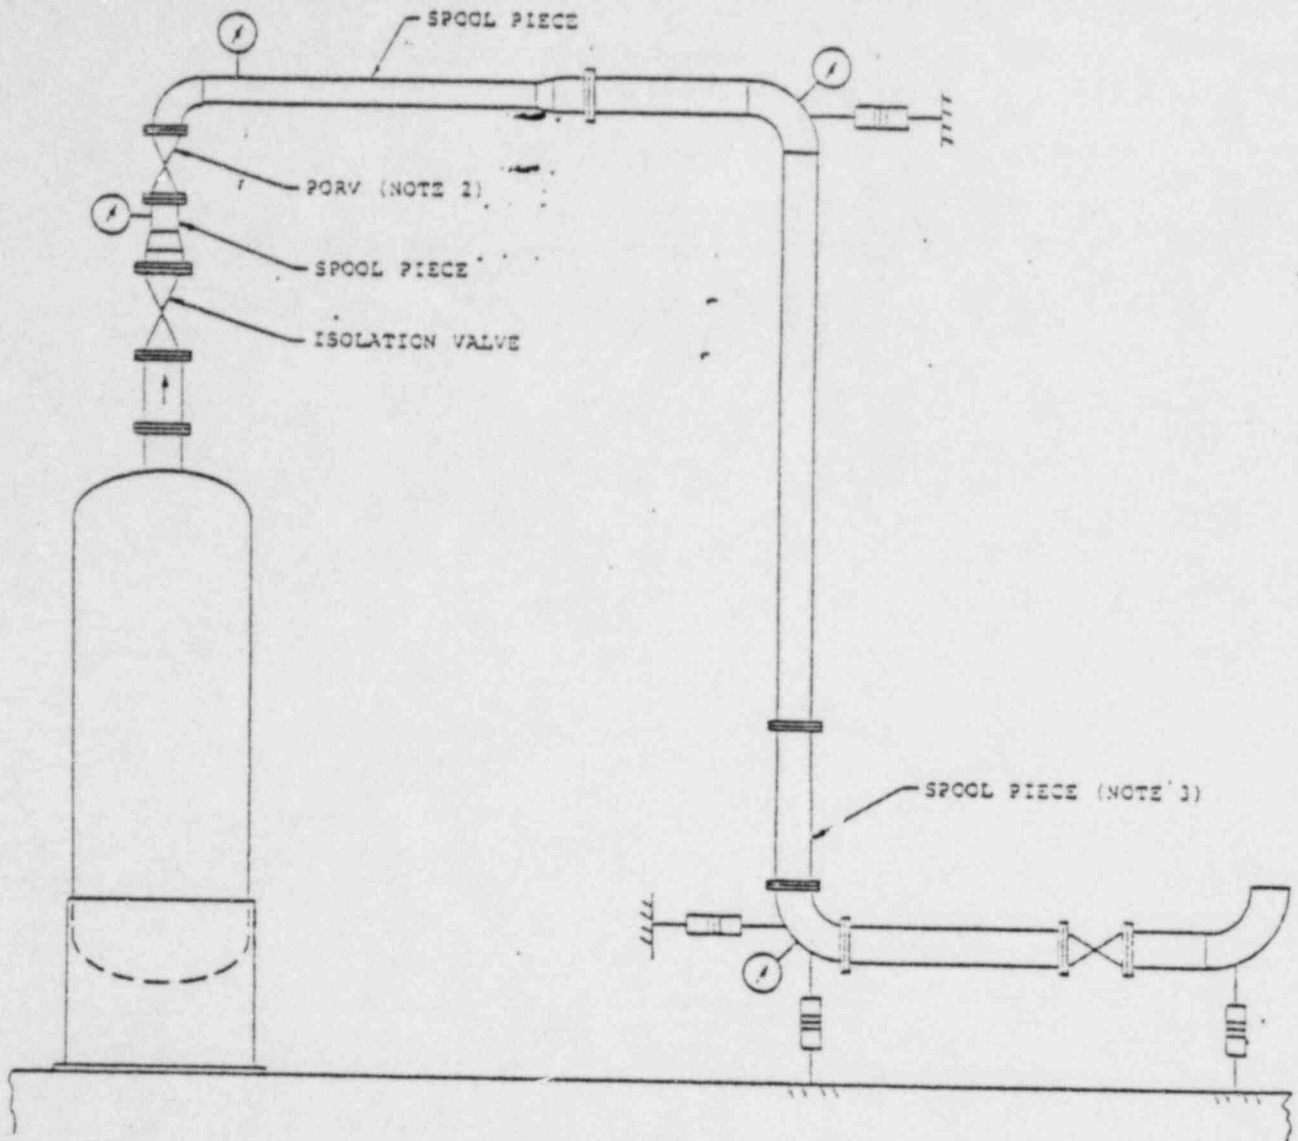 SPOOL PIECE
PORV (NOTE 2)
SPOOL PIECE
ISOLATION VALVE
SPOOL PIECE (NOTE 3)